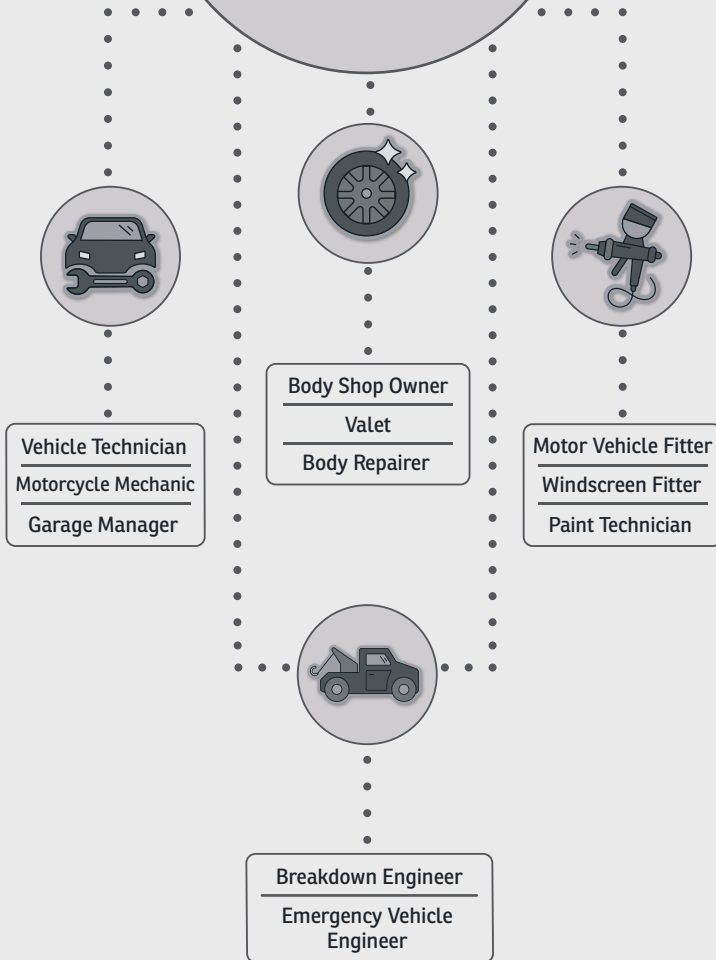 Body Shop Owner
Valet
Body Repairer
Vehicle Technician
Motorcycle Mechanic
Garage Manager
Motor Vehicle Fitter
Windscreen Fitter
Paint Technician
Breakdown Engineer
Emergency Vehicle
Engineer